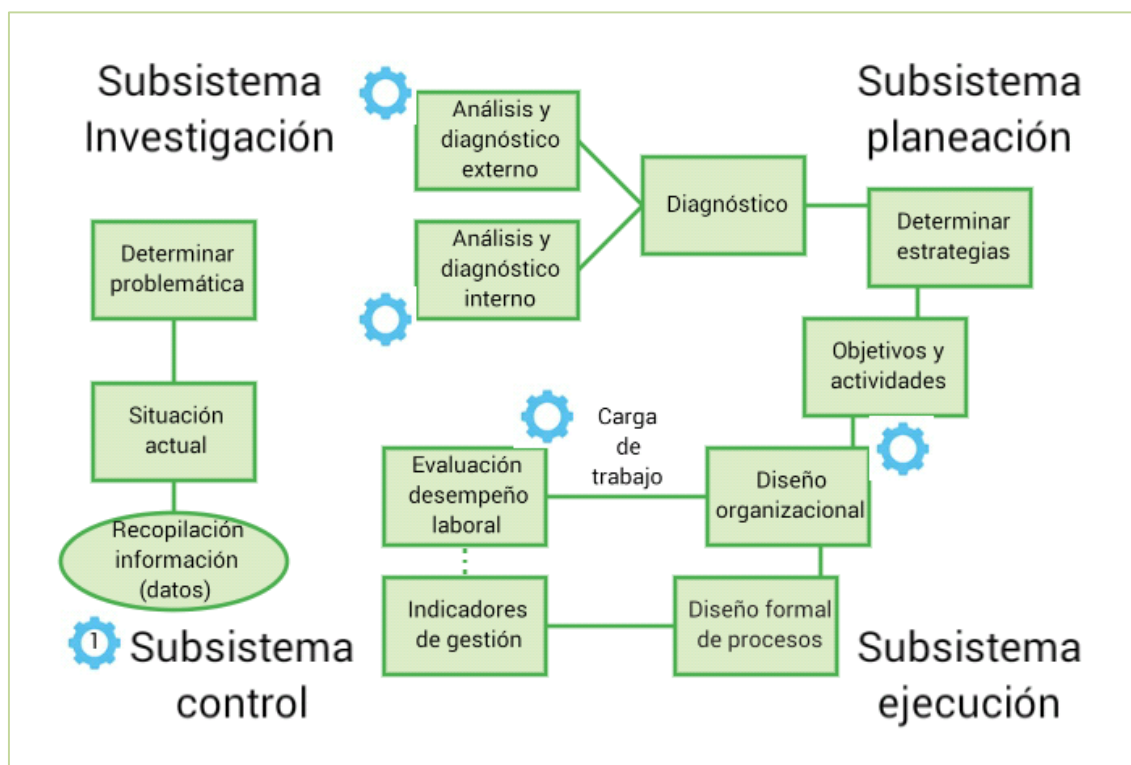 Subsistema
Investigación
Determinar
problemática
Situación
actual
Recopilación
información
(datos)
1
Subsistema
control
Análisis y
diagnóstico
externo
Análisis y
diagnóstico
interno
Diagnóstico
Subsistema
planeación
Determinar
estrategias
Objetivos y
actividades
Carga
de
trabajo
Evaluación
desempeño
laboral
Diseño
organizacional
Indicadores
de gestión
Diseño formal
de procesos
Subsistema
ejecución